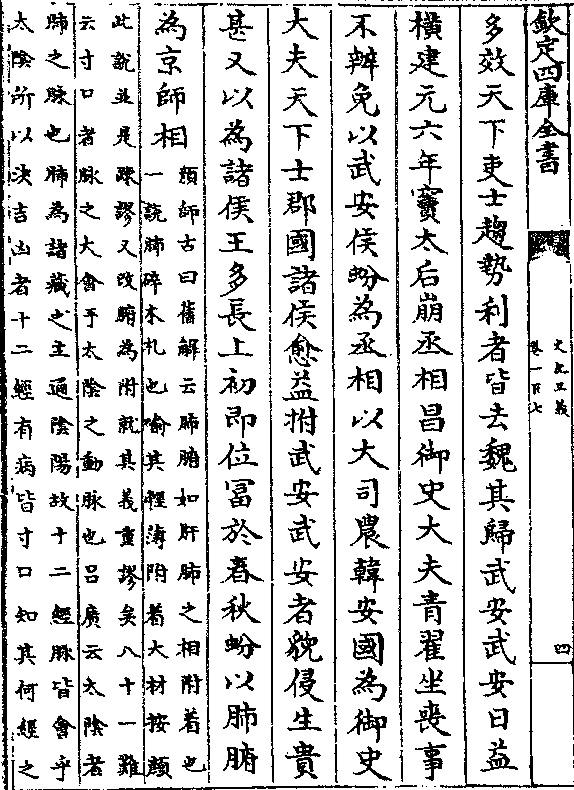 欽定四庫全書
史記正義
卷一百七
四
多效天下吏士趨勢利者皆去魏其歸武安武安日益
橫建元六年竇太后崩丞相昌御史大夫青翟坐喪事
不辦免以武安侯蚡為丞相以大司農韓安國為御史
大夫天下士郡國諸侯愈益附武安武安者貌侵生貴
甚又以為諸侯王多長上初即位冨於春秋蚡以肺腑
為京師相
顔師古曰舊解云肺腑如肝肺之相附著也
一説肺碎木札也喻其輕薄附著大材按顔
此說並是踈謬又改腑為附就其義重謬矣八十一難
云寸口者脉之大會手太陰之動脉也吕廣云太陰者
肺之脉也肺為諸藏之主通陰陽故十二經脉皆會乎
太陰所以決吉凶者十二經有病皆寸口知其何經之